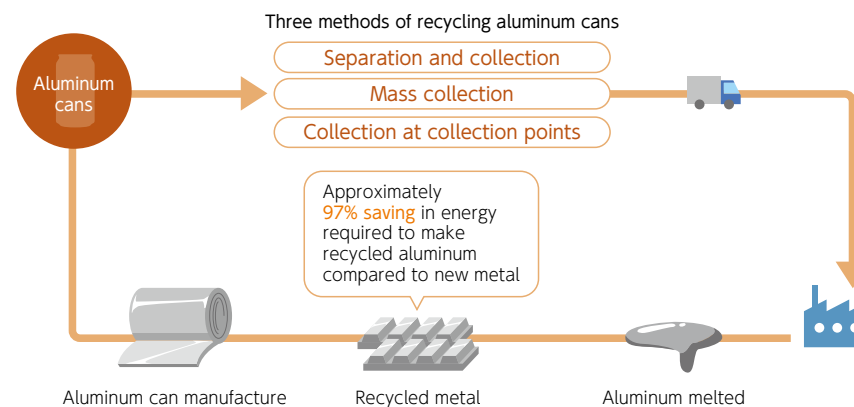 Three methods of recycling aluminum cans
Aluminum
cans
Separation and collection
Mass collection
Collection at collection points
Approximately
97% saving in energy
required to make
recycled aluminum
compared to new metal
Aluminum can manufacture
Recycled metal
Aluminum melted